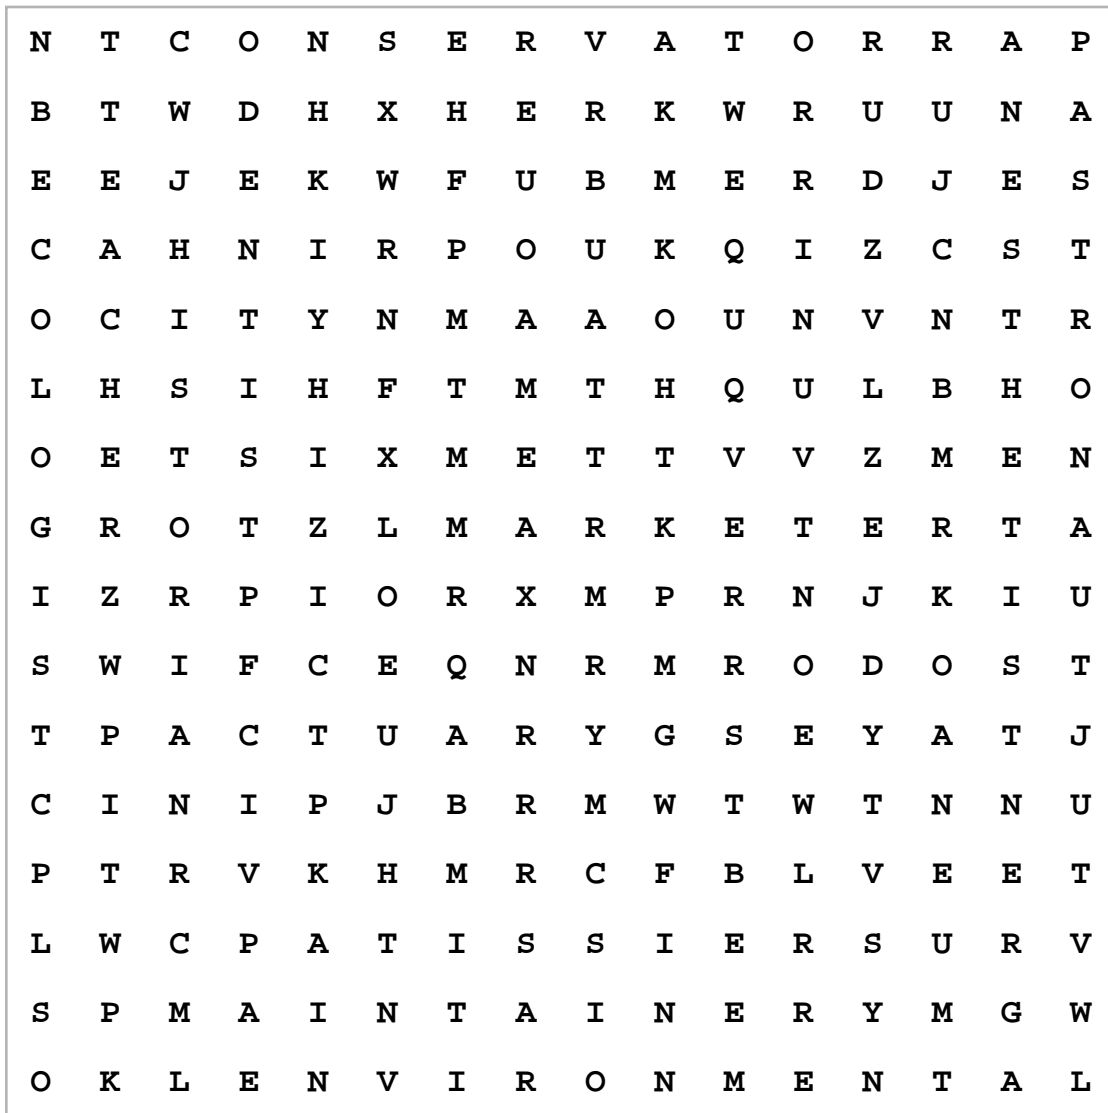 N T C O N S E R V A T O R R A P
B T W D H X H E R K W R U U N A
E E J E K W F U B M E R D J E S
C A H N I R P O U K Q I Z C S T
O C I T Y N M A A O U N V N T R
L H S I H F T M T H Q U L B H O
O E T S I X M E T T V V Z M E N
G R O T Z L M A R K E T E R T A
I Z R P I O R X M P R N J K I U
S W I F C E Q N R M R O D O S T
T P A C T U A R Y G S E Y A T J
C I N I P J B R M W T W T N N U
P T R V K H M R C F B L V E E T
L W C P A T I S S I E R S U R V
S P M A I N T A I N E R Y M G W
O K L E N V I R O N M E N T A L